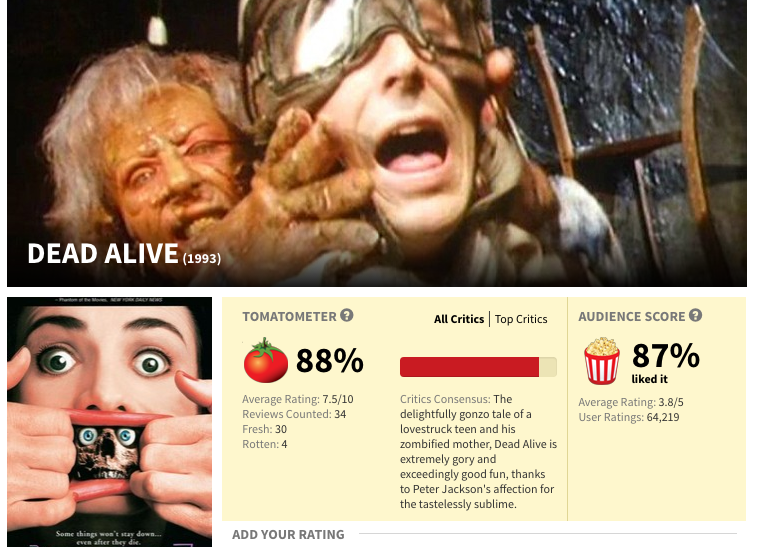 DEAD ALIVE (1993)
– Phantom of the Movies, NEW YORK DAILY NEWS
Some things won't stay down...
even after they die.
TOMATOMETER ?
All Critics | Top Critics
88%
Average Rating: 7.5/10
Reviews Counted: 34
Fresh: 30
Rotten: 4
Critics Consensus: The
delightfully gonzo tale of a
lovestruck teen and his
zombified mother, Dead Alive is
extremely gory and
exceedingly good fun, thanks
to Peter Jackson's affection for
the tastelessly sublime.
AUDIENCE SCORE ?
87%
liked it
Average Rating: 3.8/5
User Ratings: 64,219
ADD YOUR RATING